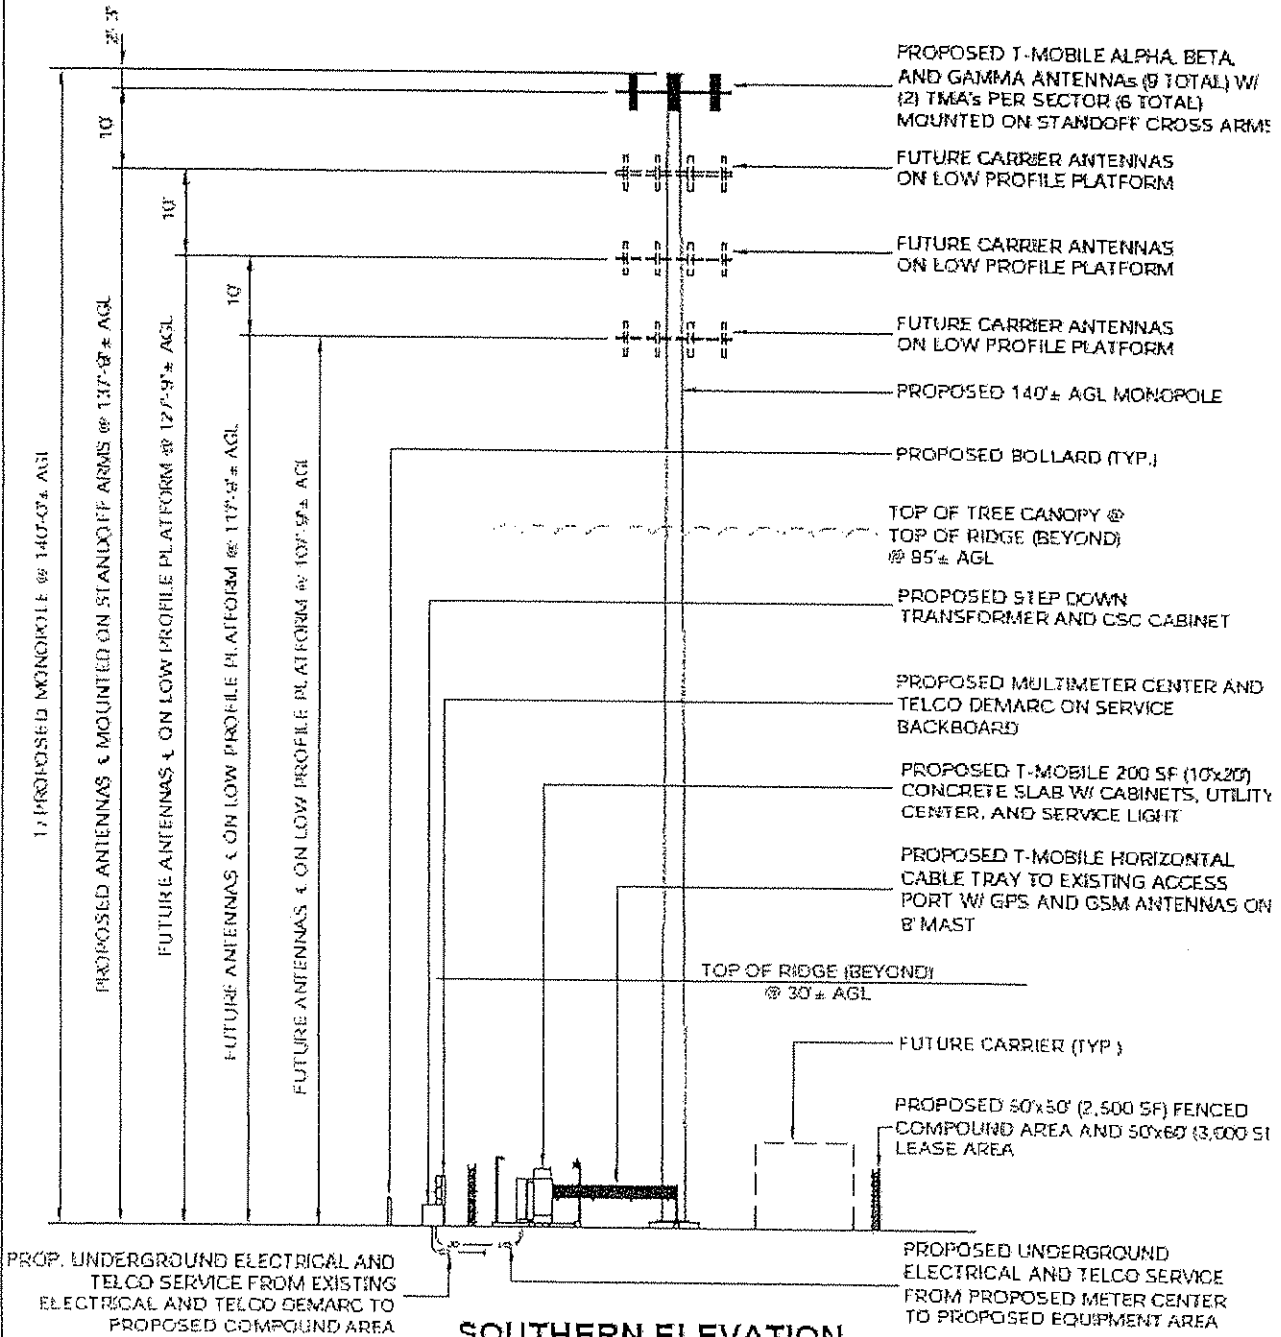 2'-3"
10'
10'
10'
PROPOSED T-MOBILE ALPHA, BETA,
AND GAMMA ANTENNAs (9 TOTAL) W/
(2) TMA's PER SECTOR (6 TOTAL)
MOUNTED ON STANDOFF CROSS ARMS
FUTURE CARRIER ANTENNAS
ON LOW PROFILE PLATFORM
FUTURE CARRIER ANTENNAS
ON LOW PROFILE PLATFORM
FUTURE CARRIER ANTENNAS
ON LOW PROFILE PLATFORM
PROPOSED 140'± AGL MONOPOLE
PROPOSED BOLLARD (TYP.)
TOP OF TREE CANOPY @
TOP OF RIDGE (BEYOND)
@ 85'± AGL
PROPOSED STEP DOWN
TRANSFORMER AND CSC CABINET
PROPOSED MULTIMETER CENTER AND
TELCO DEMARC ON SERVICE
BACKBOARD
PROPOSED T-MOBILE 200 SF (10'x20')
CONCRETE SLAB W/ CABINETS, UTILITY
CENTER, AND SERVICE LIGHT
PROPOSED T-MOBILE HORIZONTAL
CABLE TRAY TO EXISTING ACCESS
PORT W/ GPS AND GSM ANTENNAS ON
8' MAST
TOP OF RIDGE (BEYOND)
@ 30'± AGL
FUTURE CARRIER (TYP.)
PROPOSED 50'x50' (2,500 SF) FENCED
COMPOUND AREA AND 50'x60' (3,000 SF
LEASE AREA
PROPOSED MONOPOLE @ 140'-0"± AGL
PROPOSED ANTENNAS ℄ MOUNTED ON STANDOFF ARMS @ 137'-9"± AGL
FUTURE ANTENNAS ℄ ON LOW PROFILE PLATFORM @ 127'-9"± AGL
FUTURE ANTENNAS ℄ ON LOW PROFILE PLATFORM @ 117'-9"± AGL
FUTURE ANTENNAS ℄ ON LOW PROFILE PLATFORM @ 107'-9"± AGL
PROP. UNDERGROUND ELECTRICAL AND
TELCO SERVICE FROM EXISTING
ELECTRICAL AND TELCO DEMARC TO
PROPOSED COMPOUND AREA
PROPOSED UNDERGROUND
ELECTRICAL AND TELCO SERVICE
FROM PROPOSED METER CENTER
TO PROPOSED EQUIPMENT AREA
SOUTHERN ELEVATION